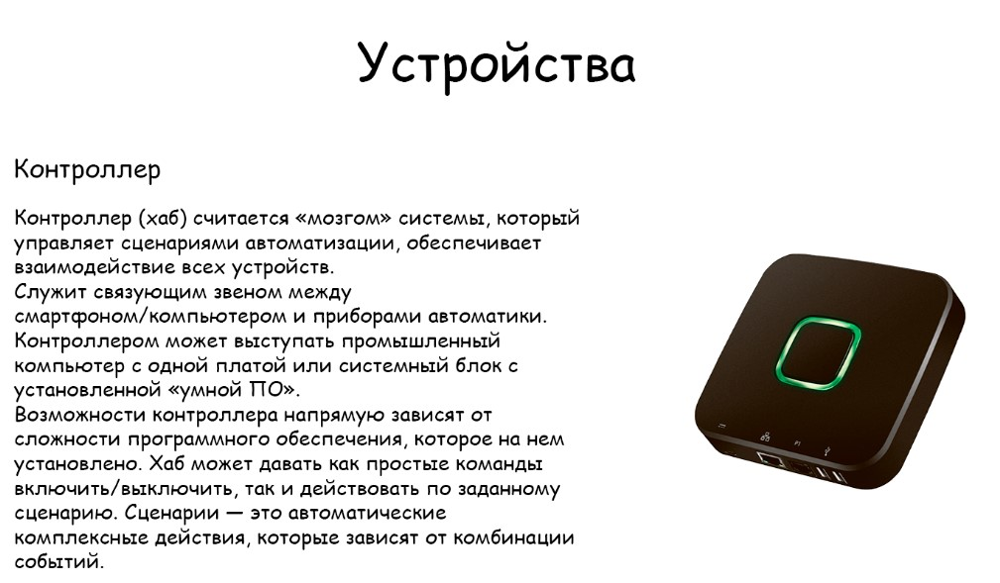 Устройства
Контроллер
Контроллер (хаб) считается «мозгом» системы, который
управляет сценариями автоматизации, обеспечивает
взаимодействие всех устройств.
Служит связующим звеном между
смартфоном/компьютером и приборами автоматики.
Контроллером может выступать промышленный
компьютер с одной платой или системный блок с
установленной «умной ПО».
Возможности контроллера напрямую зависят от
сложности программного обеспечения, которое на нем
установлено. Хаб может давать как простые команды
включить/выключить, так и действовать по заданному
сценарию. Сценарии — это автоматические
комплексные действия, которые зависят от комбинации
событий.